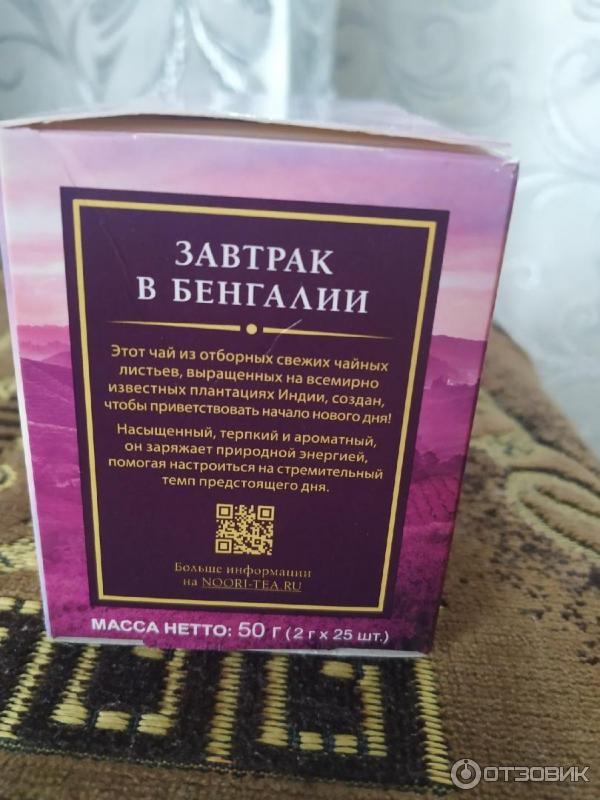 ЗАВТРАК
В БЕНГАЛИИ
Этот чай из отборных свежих чайных
листьев, выращенных на всемирно
известных плантациях Индии, создан,
чтобы приветствовать начало нового дня!
Насыщенный, терпкий и ароматный,
он заряжает природной энергией,
помогая настроиться на стремительный
темп предстоящего дня.
Больше информации
на NOORI-TEA.RU
МАССА НЕТТО: 50 г (2 г x 25 шт.)
ОТЗОВИК